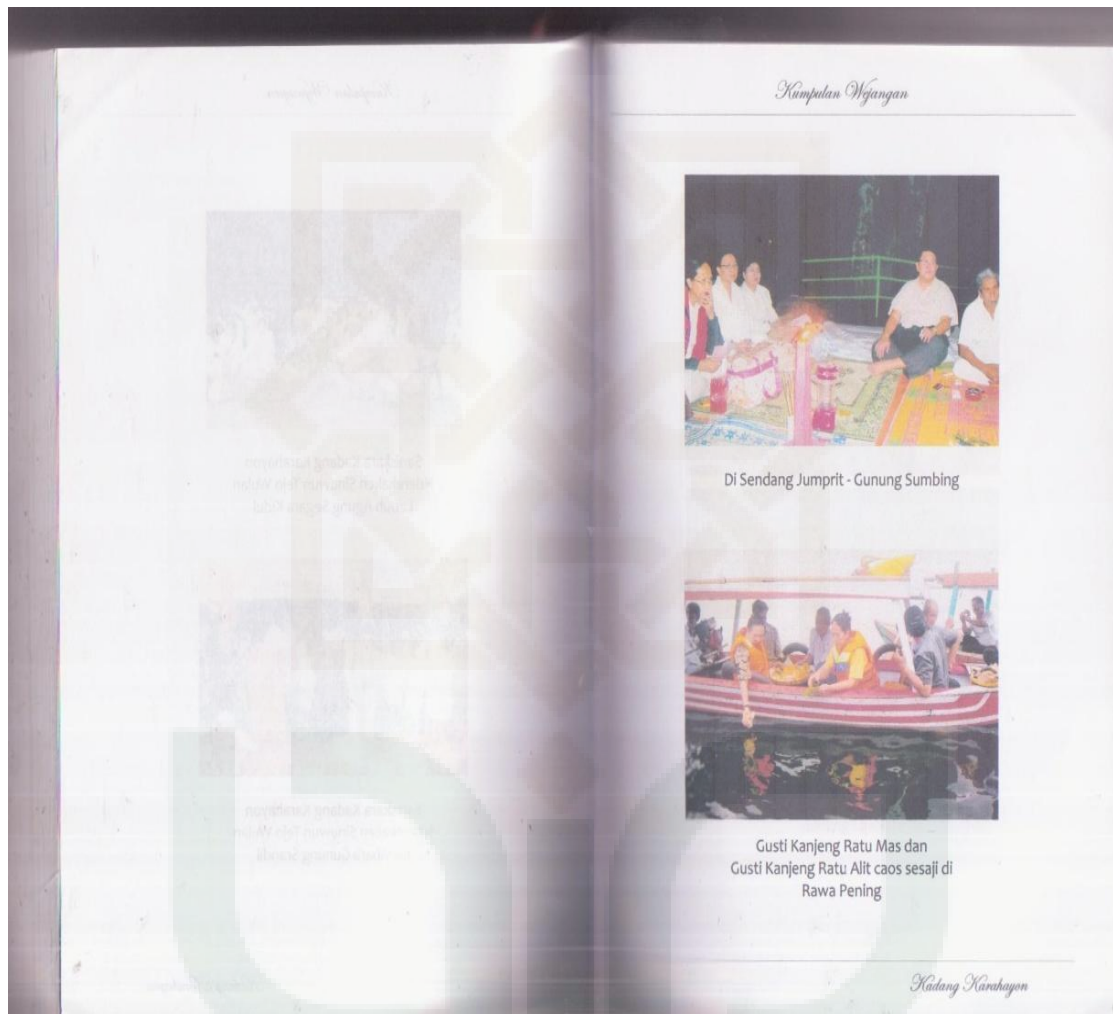 Kumpulan Wejangan
Di Sendang Jumprit - Gunung Sumbing
Gusti Kanjeng Ratu Mas dan
Gusti Kanjeng Ratu Alit caos sesaji di
Rawa Pening
Kadang Karahayon